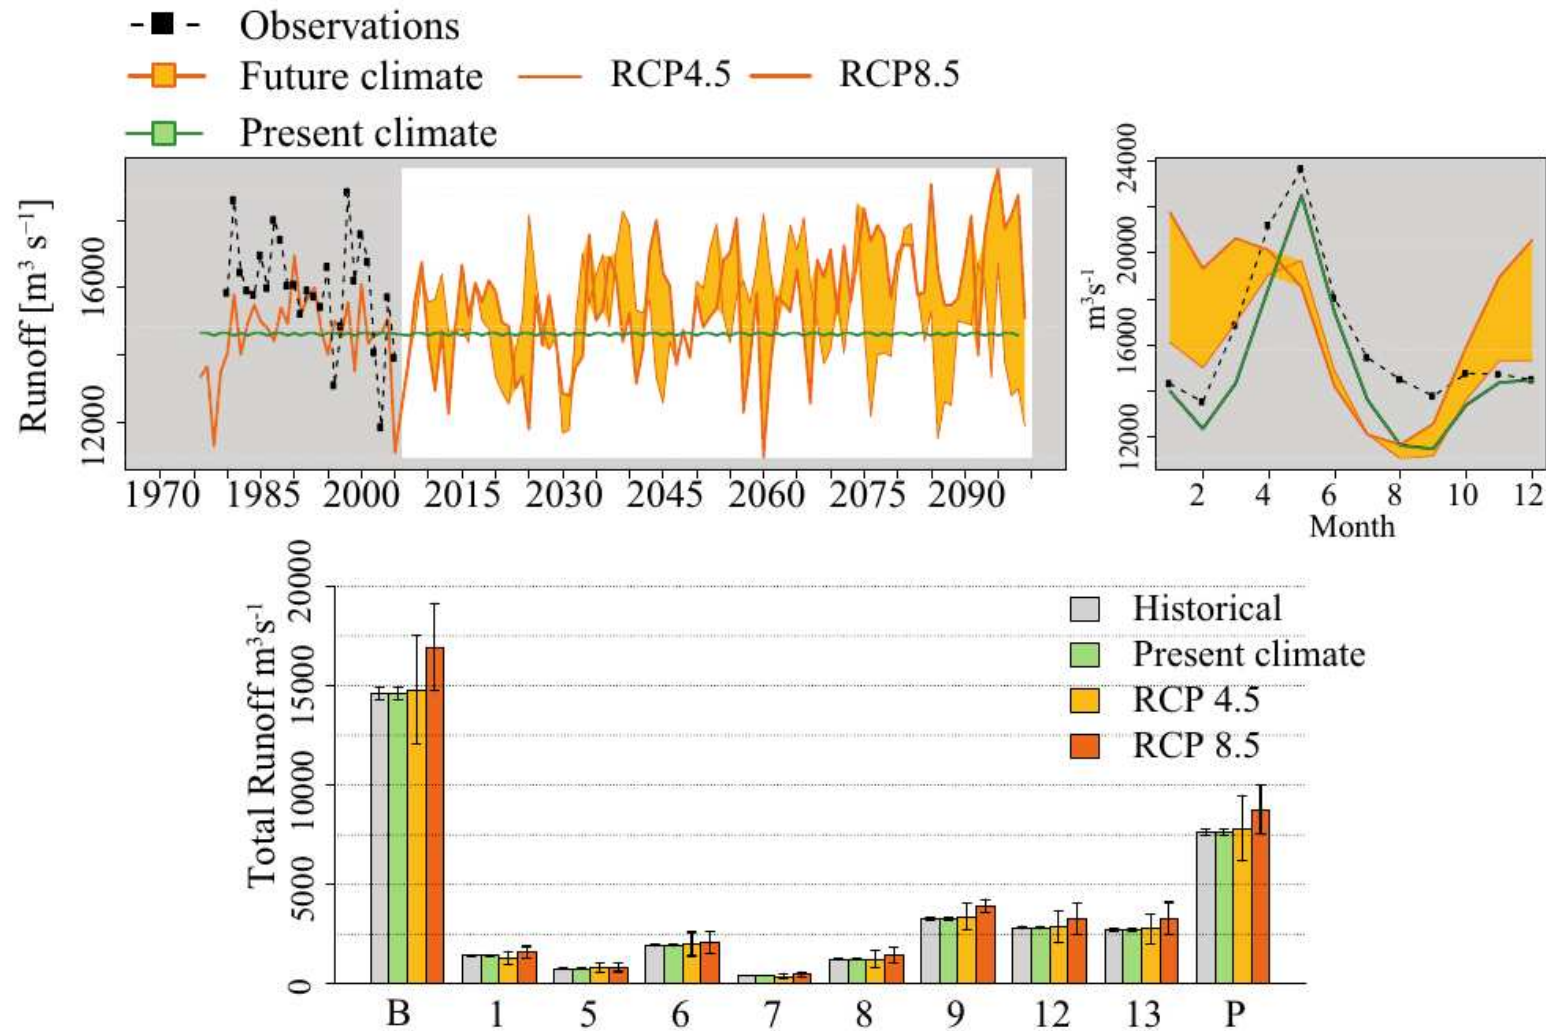 Observations
Future climate RCP4.5 RCP8.5
Present climate
Runoff [m³ s⁻¹]
16000
12000
1970 1985 2000 2015 2030 2045 2060 2075 2090
m³s⁻¹
24000
20000
16000
12000
2 4 6 8 10 12
Month
Total Runoff m³s⁻¹
20000
15000
10000
5000
0
Historical
Present climate
RCP 4.5
RCP 8.5
B 1 5 6 7 8 9 12 13 P